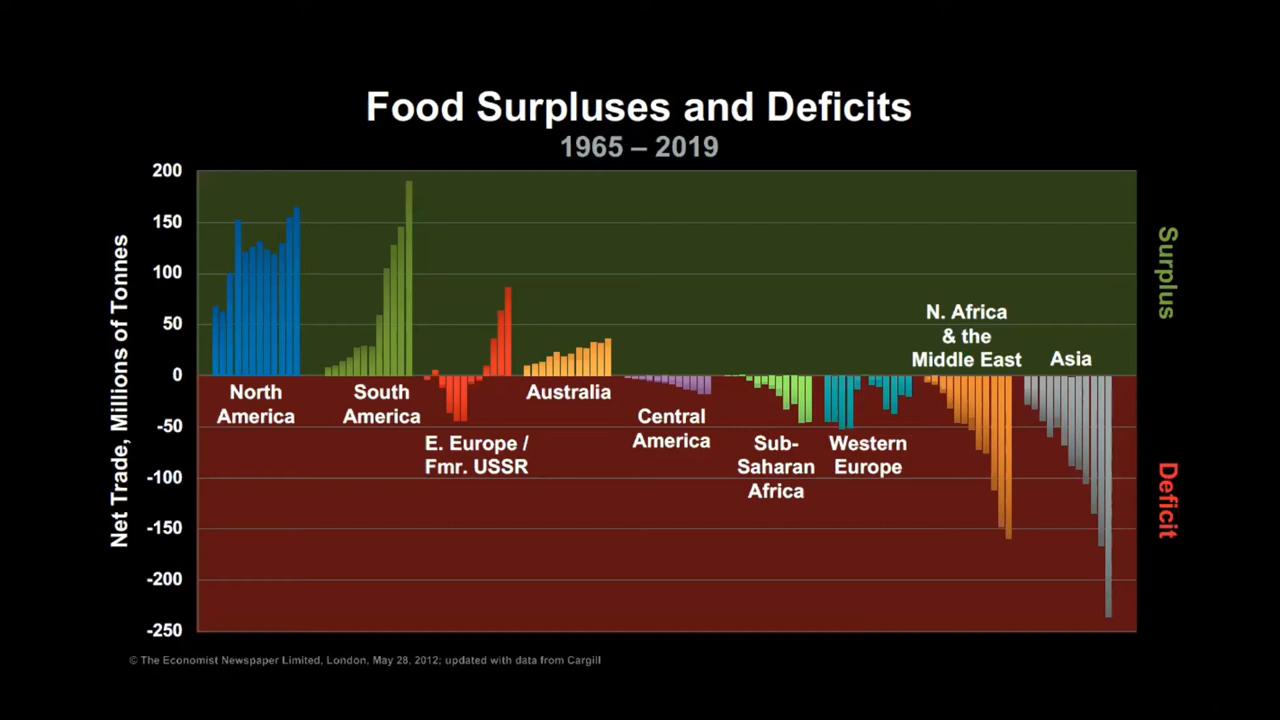 Food Surpluses and Deficits
1965 – 2019
Net Trade, Millions of Tonnes
200
150
100
50
0
-50
-100
-150
-200
-250
North
America
South
America
E. Europe /
Fmr. USSR
Australia
Central
America
Sub-
Saharan
Africa
Western
Europe
N. Africa
& the
Middle East
Asia
Surplus
Deficit
© The Economist Newspaper Limited, London, May 28, 2012; updated with data from Cargill